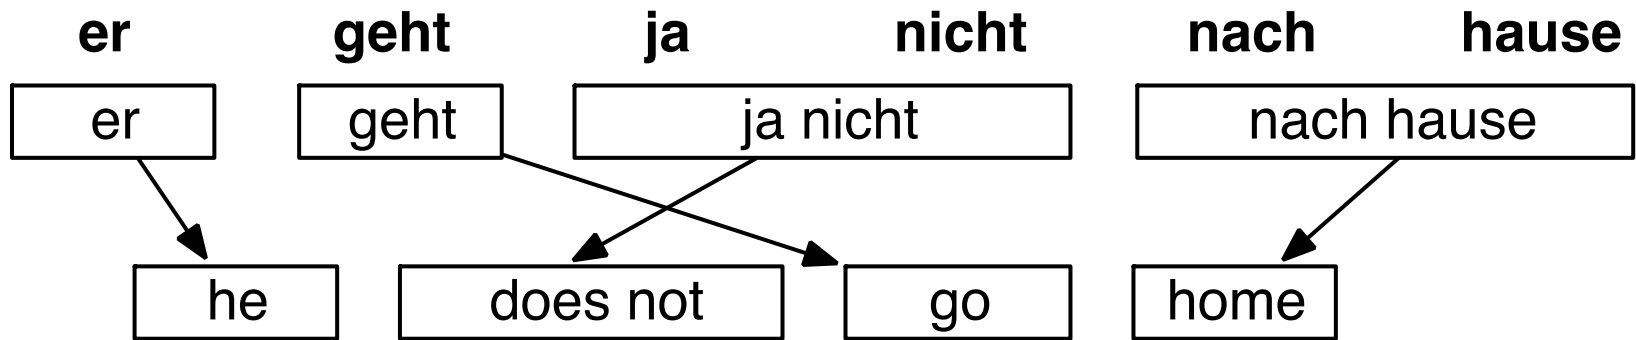 er geht ja nicht nach hause
er geht ja nicht nach hause
he does not go home